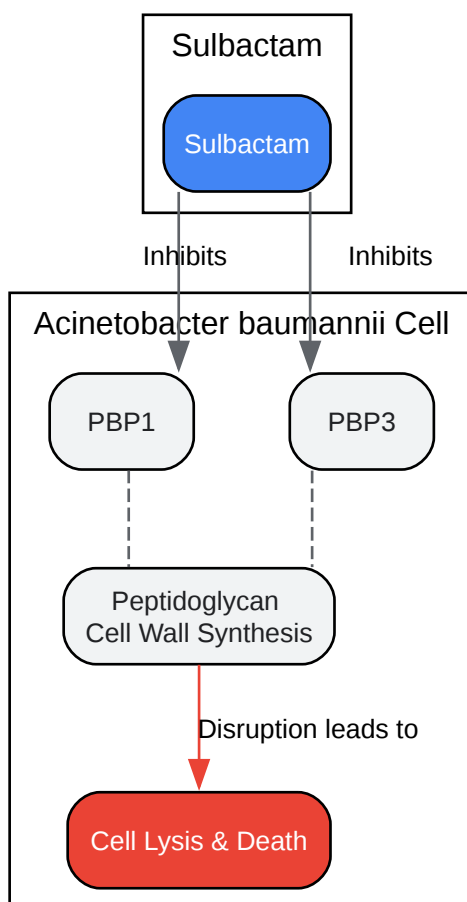 Sulbactam
Sulbactam
Inhibits
Inhibits
Acinetobacter baumannii Cell
PBP1
PBP3
Peptidoglycan
Cell Wall Synthesis
Disruption leads to
Cell Lysis & Death